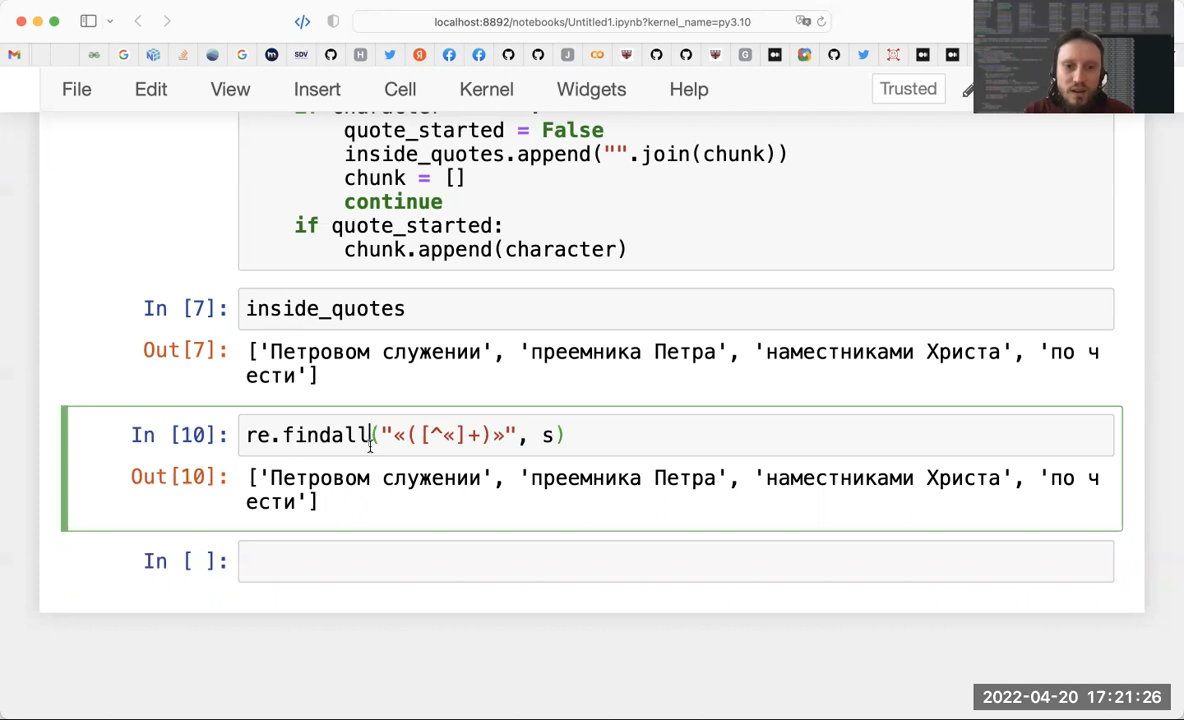 localhost:8892/notebooks/Untitled1.ipynb?kernel_name=py3.10
File Edit View Insert Cell Kernel Widgets Help Trusted
quote_started = False
inside_quotes.append("".join(chunk))
chunk = []
continue
if quote_started:
chunk.append(character)
In [7]: inside_quotes
Out[7]: ['Петровом служении', 'преемника Петра', 'наместниками Христа', 'по ч
ести']
In [10]: re.findall("«([^«]+)»", s)
Out[10]: ['Петровом служении', 'преемника Петра', 'наместниками Христа', 'по ч
ести']
In [ ]:
2022-04-20 17:21:26